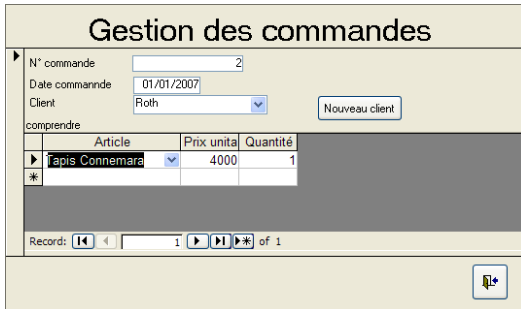 Gestion des commandes
N° commande 2
Date commannde 01/01/2007
Client Roth Nouveau client
comprendre
Article Prix unita Quantité
Tapis Connemara 4000 1
Record: 1 of 1